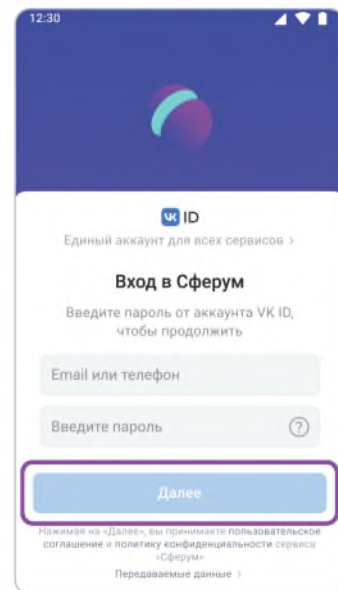 12:30
VK ID
Единый аккаунт для всех сервисов >
Вход в Сферум
Введите пароль от аккаунта VK ID,
чтобы продолжить
Email или телефон
Введите пароль ?
Далее
Нажимая на «Далее», вы принимаете пользовательское
соглашение и политику конфиденциальности сервиса
«Сферум»
Передаваемые данные >